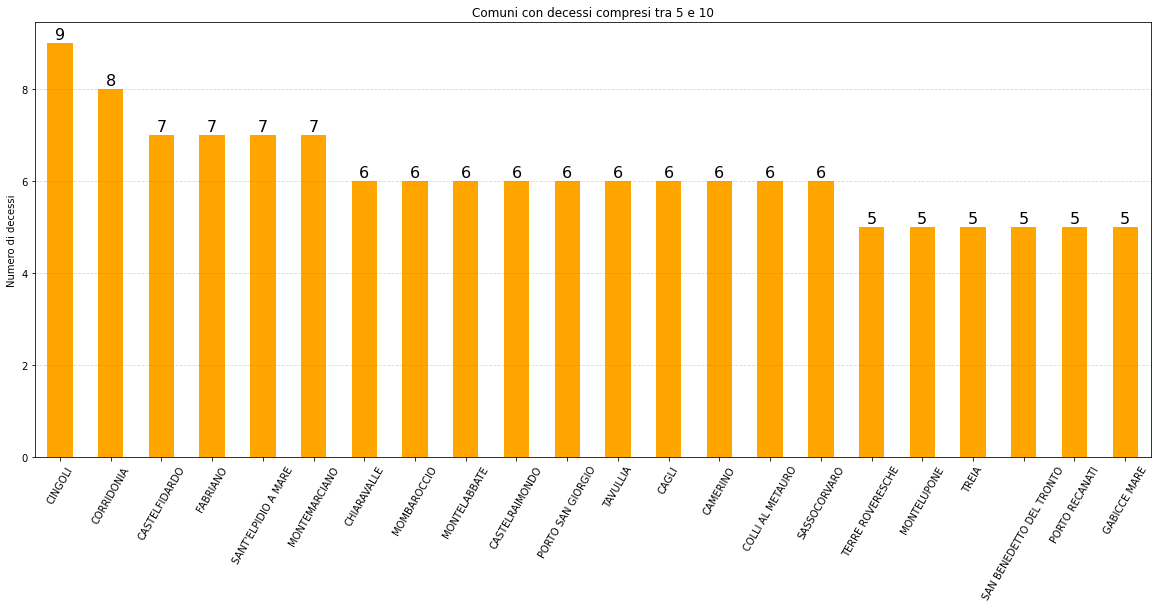 Comuni con decessi compresi tra 5 e 10
Numero di decessi
8
6
4
2
0
9
8
7
7
7
7
6
6
6
6
6
6
6
6
6
6
5
5
5
5
5
5
CINGOLI
CORRIDONIA
CASTELFIDARDO
FABRIANO
SANT'ELPIDIO A MARE
MONTEMARCIANO
CHIARAVALLE
MOMBAROCCIO
MONTELABBATE
CASTELRAIMONDO
PORTO SAN GIORGIO
TAVULLIA
CAGLI
CAMERINO
COLLI AL METAURO
SASSOCORVARO
TERRE ROVERESCHE
MONTELUPONE
TREIA
SAN BENEDETTO DEL TRONTO
PORTO RECANATI
GABICCE MARE